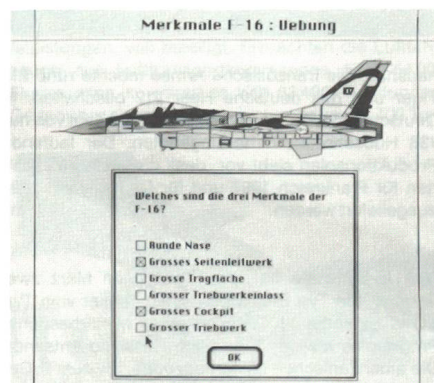 Merkmale F-16 : Uebung
Welches sind die drei Merkmale der
F-16?
Runde Nase
Grosses Seitenleitwerk
Grosse Tragflache
Grosser Triebwerkeinlass
Grosses Cockpit
Grosser Triebwerk
OK